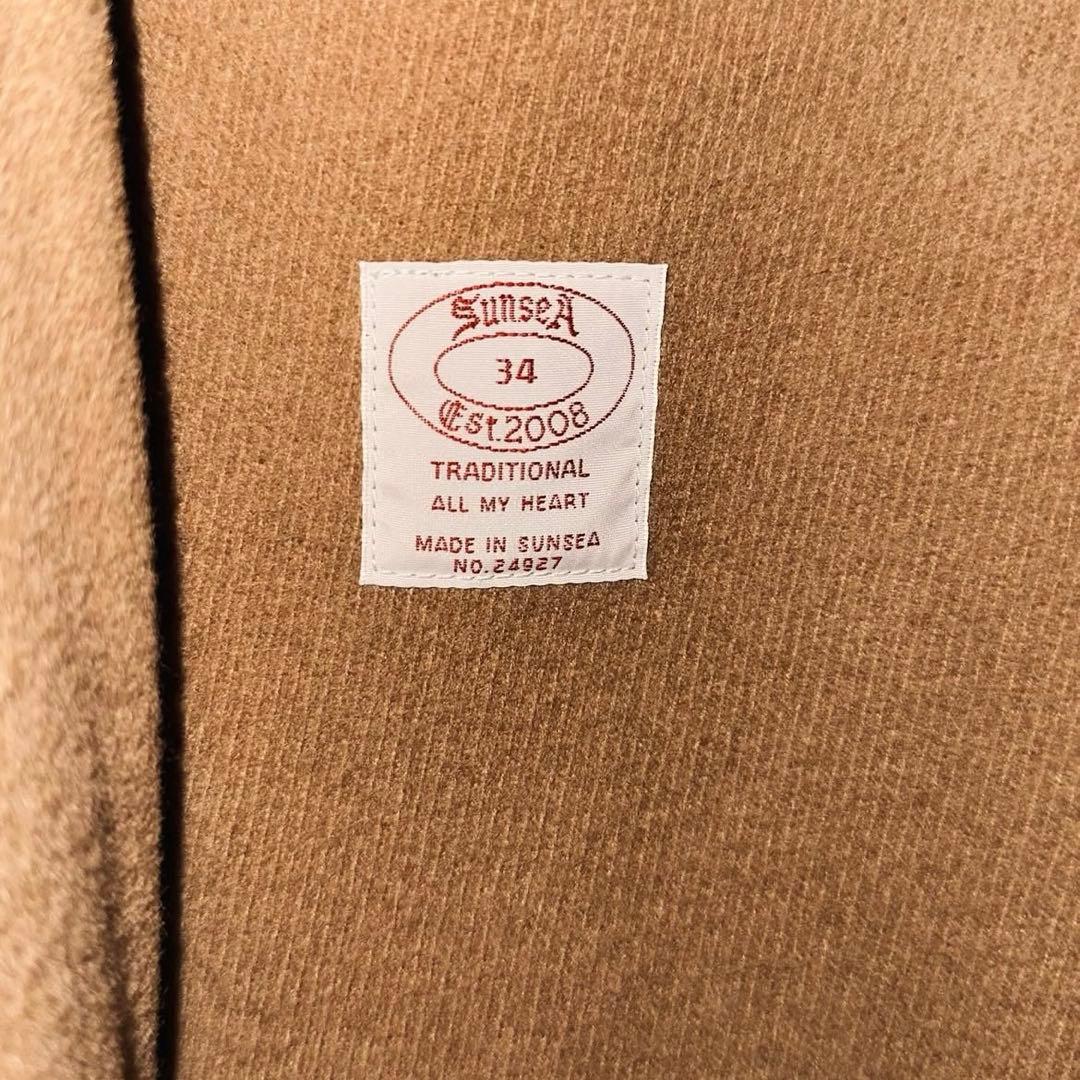 SunseA
34
Est.2008
TRADITIONAL
ALL MY HEART
MADE IN SUNSEA
NO.24927